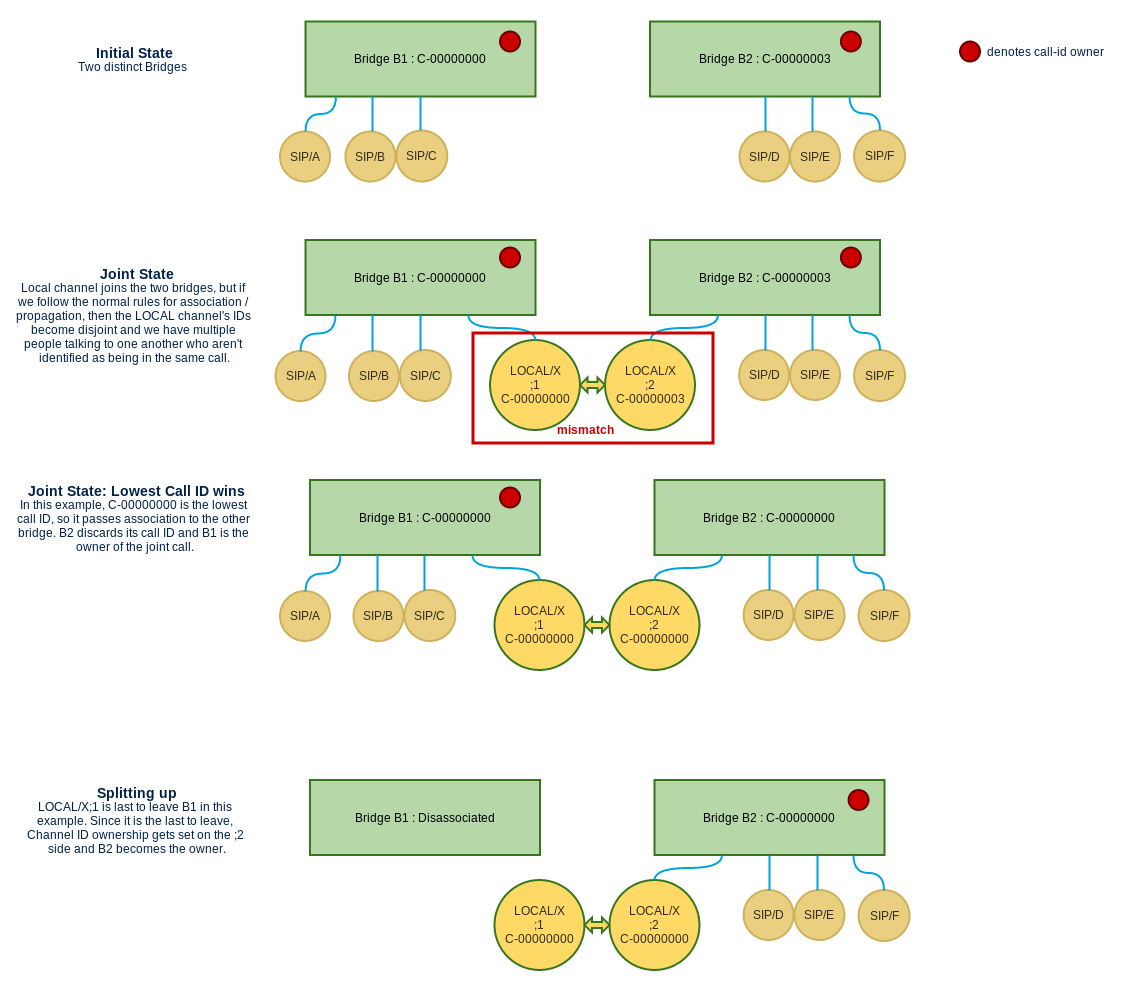 Initial State
Two distinct Bridges
Bridge B1 : C-00000000
Bridge B2 : C-00000003
denotes call-id owner
SIP/A
SIP/B
SIP/C
SIP/D
SIP/E
SIP/F
Joint State
Local channel joins the two bridges, but if
we follow the normal rules for association /
propagation, then the LOCAL channel's IDs
become disjoint and we have multiple
people talking to one another who aren't
identified as being in the same call.
Bridge B1 : C-00000000
Bridge B2 : C-00000003
SIP/A
SIP/B
SIP/C
LOCAL/X
;1
C-00000000
LOCAL/X
;2
C-00000003
mismatch
SIP/D
SIP/E
SIP/F
Joint State: Lowest Call ID wins
In this example, C-00000000 is the lowest
call ID, so it passes association to the other
bridge. B2 discards its call ID and B1 is the
owner of the joint call.
Bridge B1 : C-00000000
Bridge B2 : C-00000000
SIP/A
SIP/B
SIP/C
LOCAL/X
;1
C-00000000
LOCAL/X
;2
C-00000000
SIP/D
SIP/E
SIP/F
Splitting up
LOCAL/X;1 is last to leave B1 in this
example. Since it is the last to leave,
Channel ID ownership gets set on the ;2
side and B2 becomes the owner.
Bridge B1 : Disassociated
Bridge B2 : C-00000000
LOCAL/X
;1
C-00000000
LOCAL/X
;2
C-00000000
SIP/D
SIP/E
SIP/F